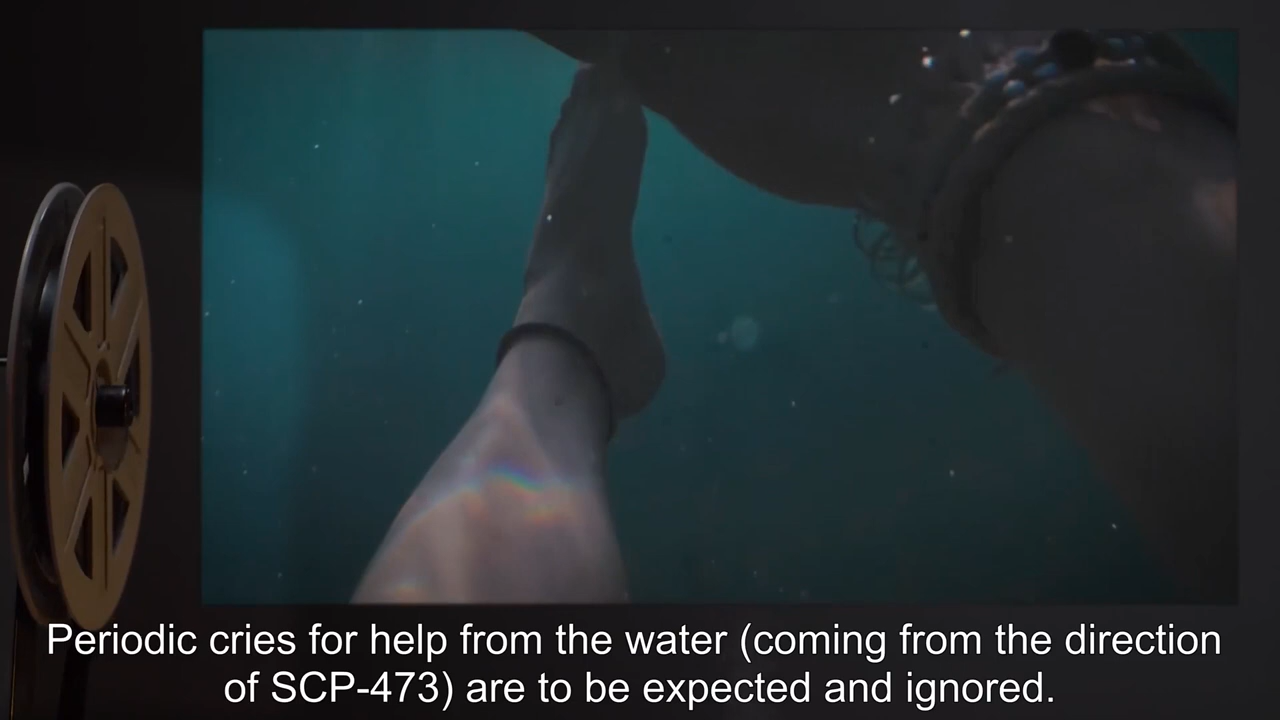 Periodic cries for help from the water (coming from the direction
of SCP-473) are to be expected and ignored.